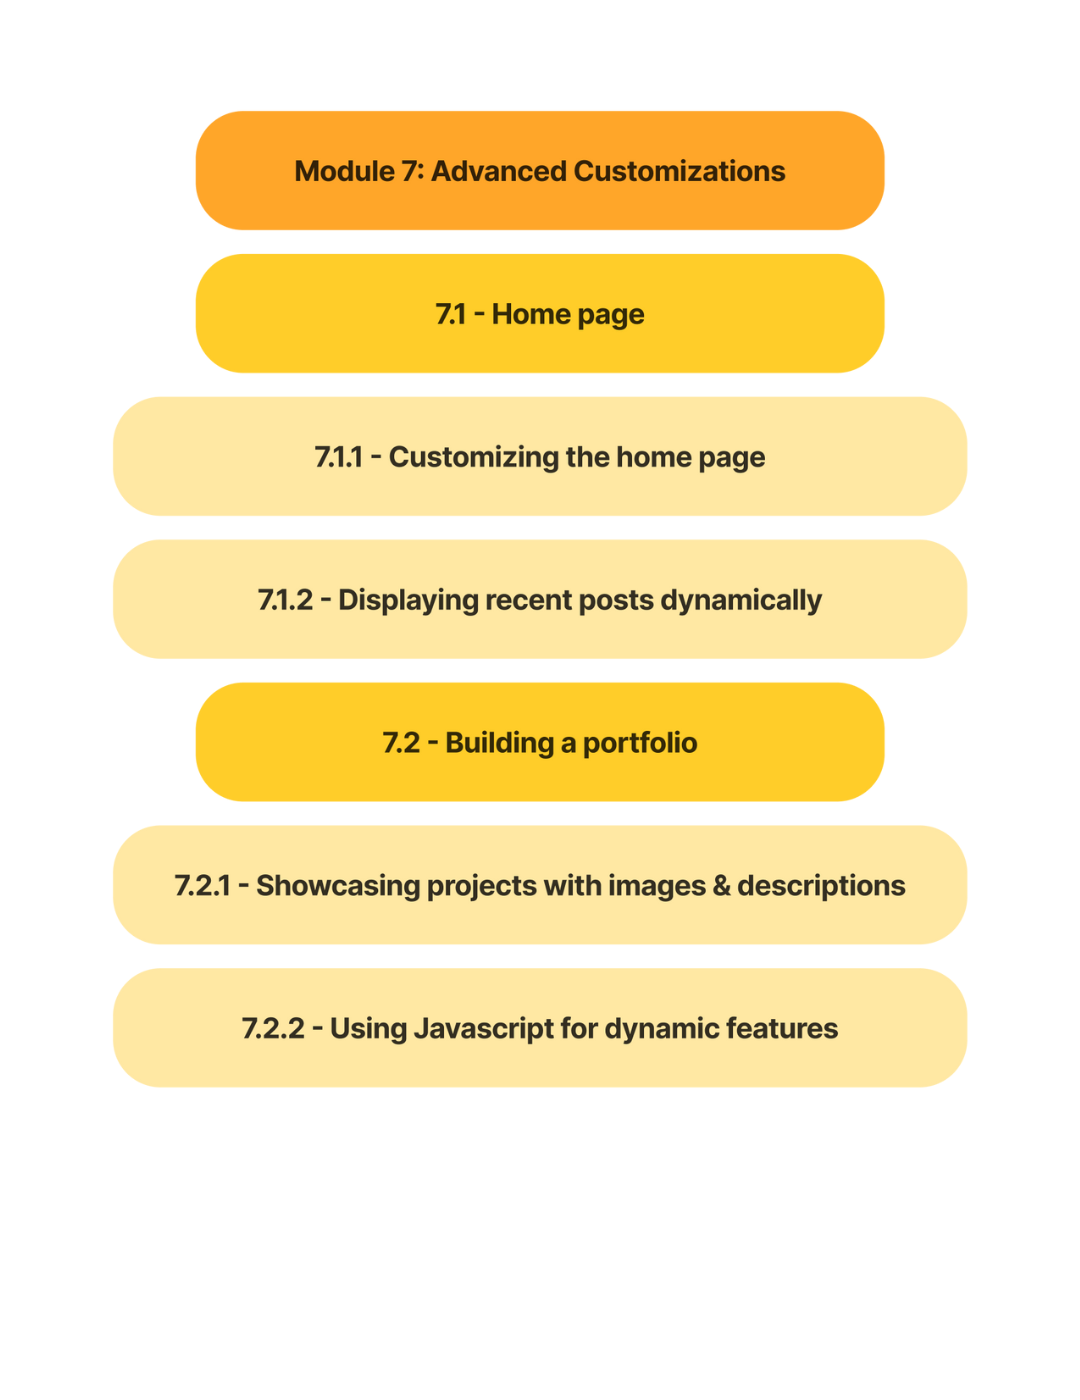 Module 7: Advanced Customizations
7.1 - Home page
7.1.1 - Customizing the home page
7.1.2 - Displaying recent posts dynamically
7.2 - Building a portfolio
7.2.1 - Showcasing projects with images & descriptions
7.2.2 - Using Javascript for dynamic features